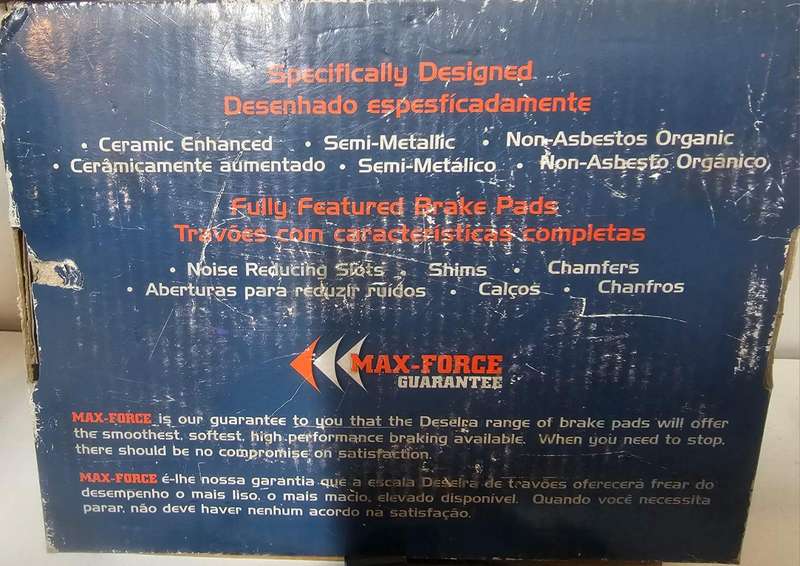 Specifically Designed
Desenhado espesfícadamente
• Ceramic Enhanced • Semi-Metallic • Non-Asbestos Organic
• Cerâmicamente aumentado • Semi-Metálico • Non-Asbesto Orgánico,
Fully Featured Brake Pads
Travões com características completas
• Noise Reducing Slots • Shims • Chamfers
• Aberturas para reduzir ruídos • Calços • Chanfros
MAX-FORCE
GUARANTEE
MAX-FORCE is our guarantee to you that the Deseira range of brake pads will offer
the smoothest, softest, high performance braking available. When you need to stop,
there should be no compromise on satisfaction.
MAX-FORCE é-lhe nossa garantia que a escala Deseira de travões oferecerá frear do
desempenho o mais liso, o mais macio, elevado disponível. Quando você necessita
parar, não deve haver nenhum acordo na satisfação.